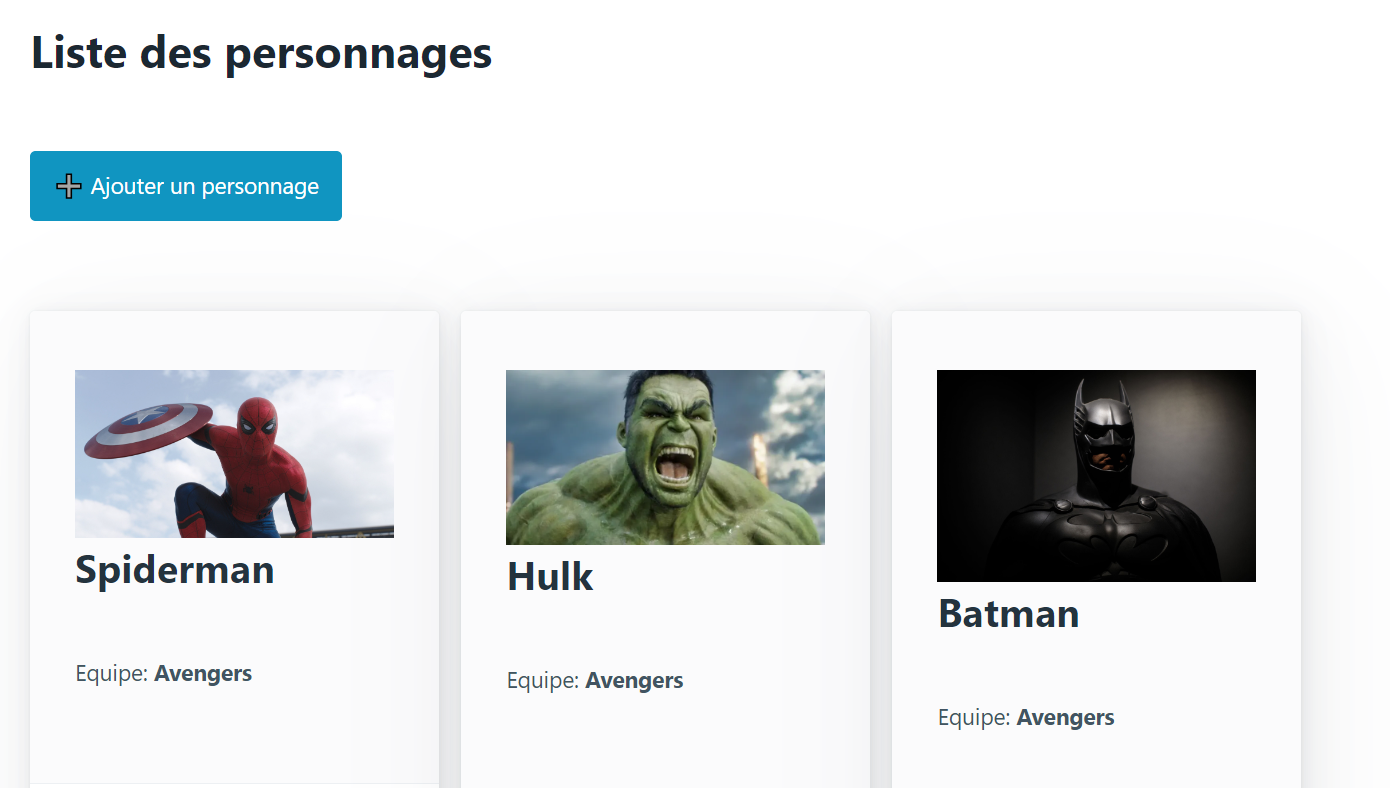 Liste des personnages
Ajouter un personnage
Spiderman
Equipe: Avengers
Hulk
Equipe: Avengers
Batman
Equipe: Avengers